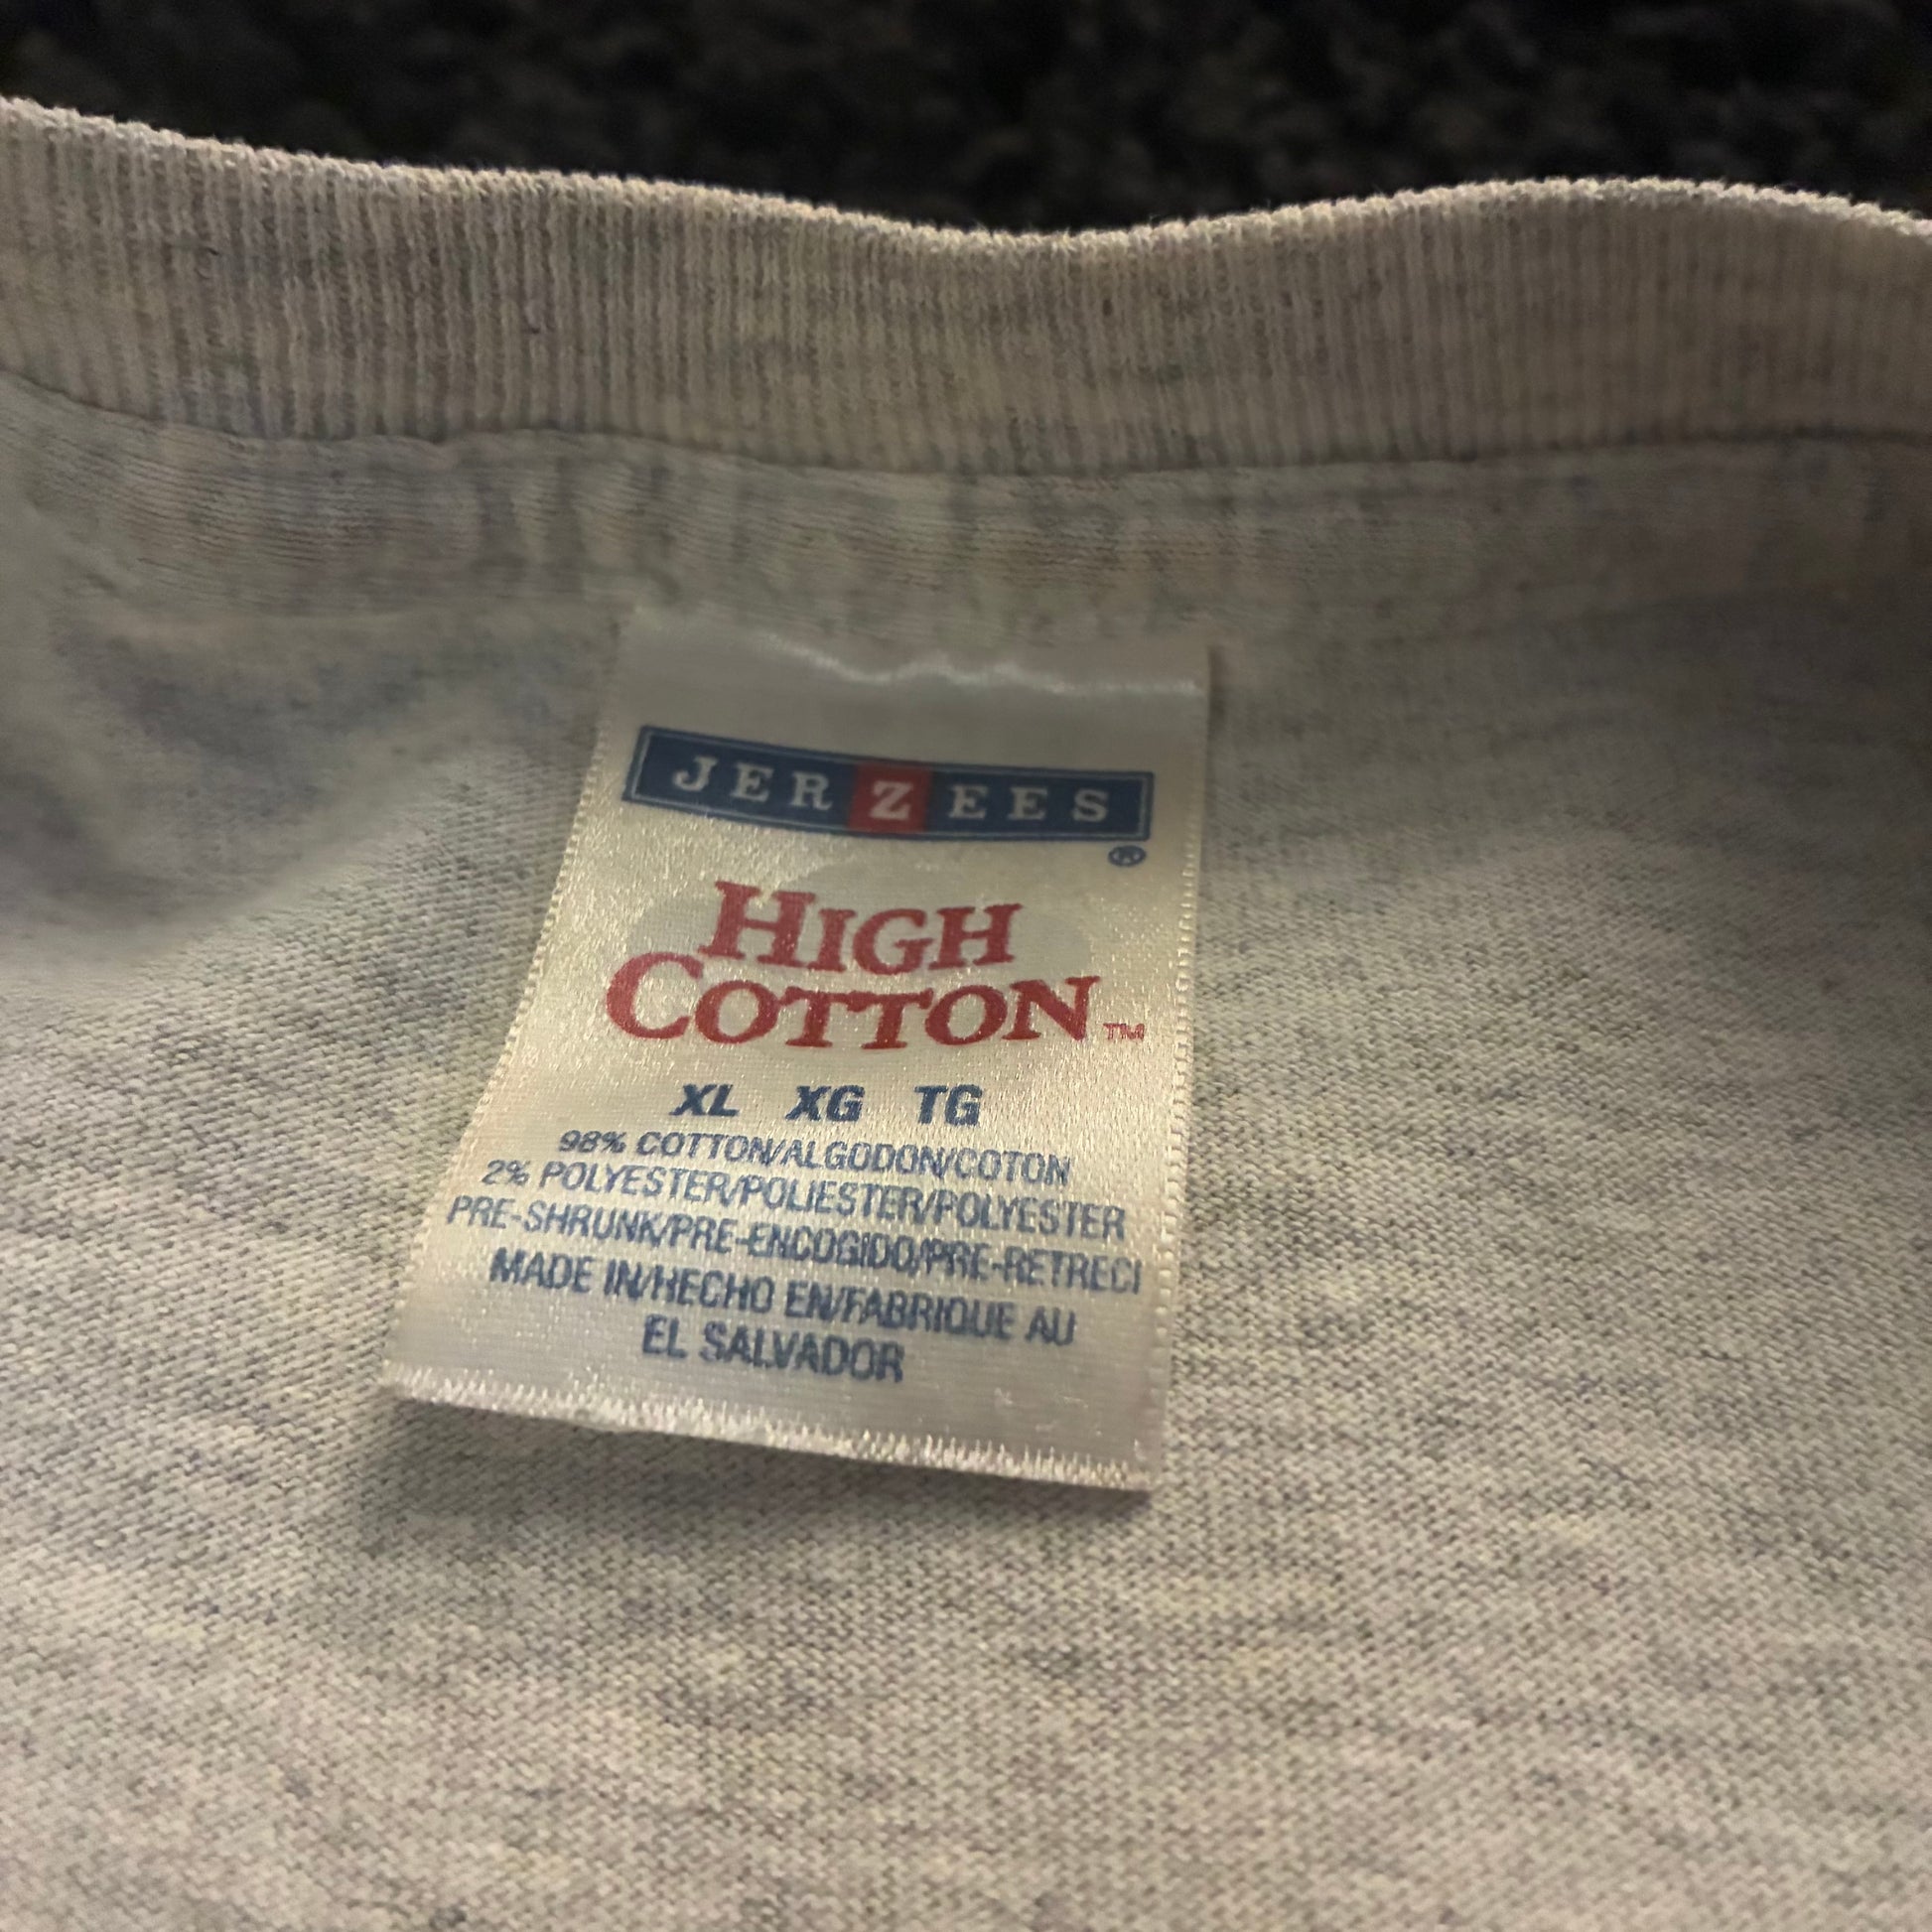 JERZEES
®
HIGH
COTTON™
XL XG TG
98% COTTON/ALGODON/COTON
2% POLYESTER/POLIESTER/POLYESTER
PRE-SHRUNK/PRE-ENCOGIDO/PRE-RETRECI
MADE IN/HECHO EN/FABRIQUE AU
EL SALVADOR